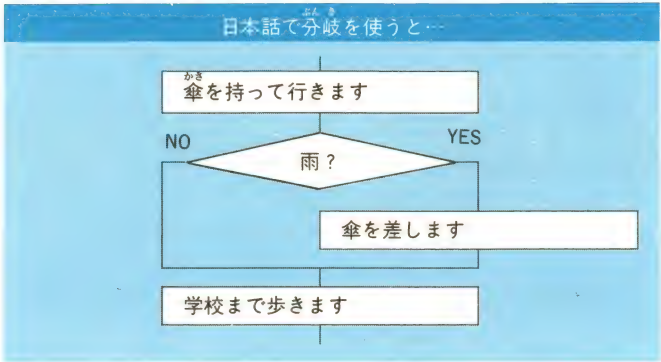 日本話で分岐を使うと…
傘を持って行きます
NO
YES
雨？
傘を差します
学校まで歩きます